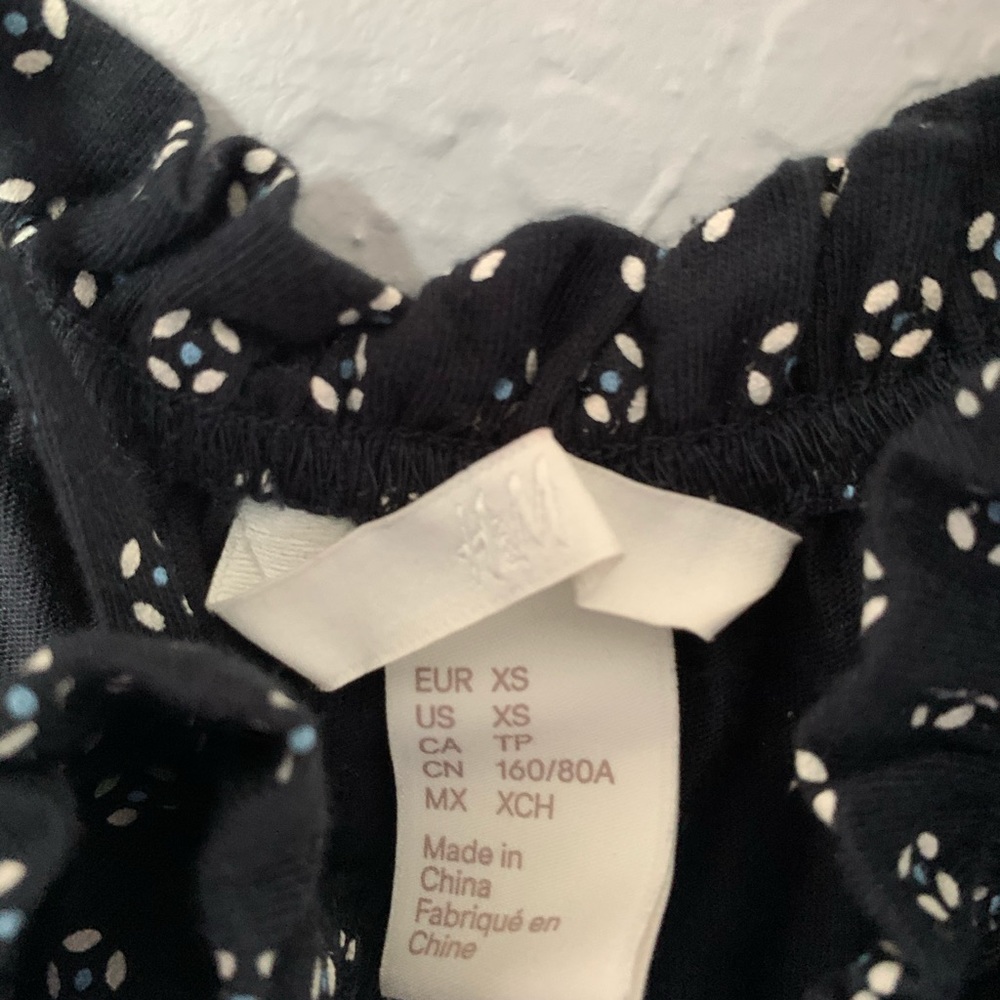 H&M
EUR XS
US XS
CA TP
CN 160/80A
MX XCH
Made in
China
Fabriqué en
Chine